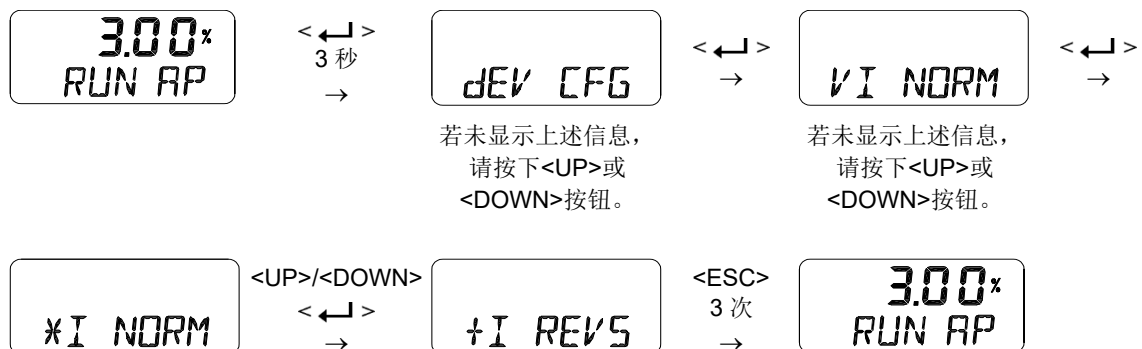 3.00%
RUN AP
< ↵ >
3 秒
→
dEV CFG
若未显示上述信息，
请按下<UP>或
<DOWN>按钮。
< ↵ >
→
VI NORM
若未显示上述信息，
请按下<UP>或
<DOWN>按钮。
< ↵ >
→
*I NORM
<UP>/<DOWN>
< ↵ >
→
+I REVS
<ESC>
3 次
→
3.00%
RUN AP